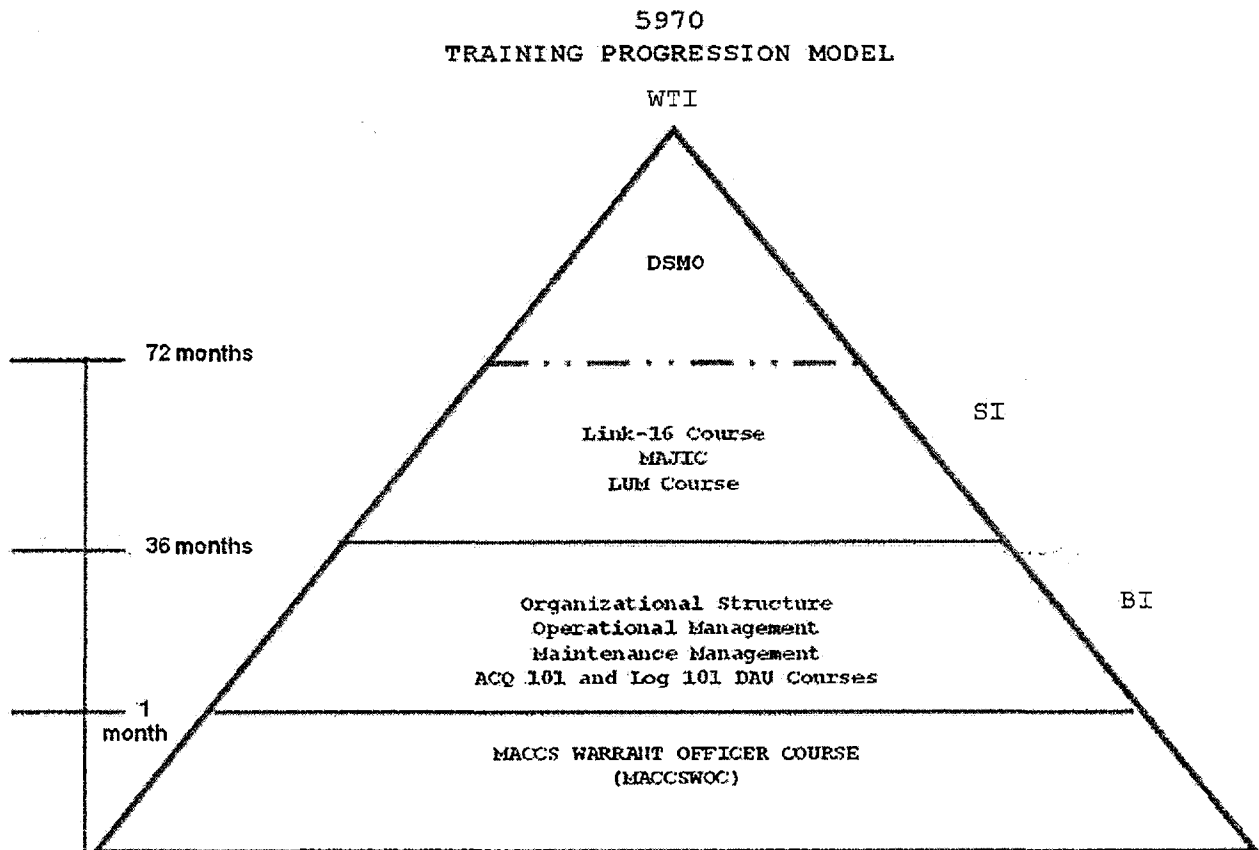 5970
TRAINING PROGRESSION MODEL
WTI
DSMO
72 months
SI
Link-16 Course
MAJIC
LUM Course
36 months
BI
Organizational Structure
Operational Management
Maintenance Management
ACQ 101 and Log 101 DAU Courses
1
month
MACCS WARRANT OFFICER COURSE
(MACCSWOC)